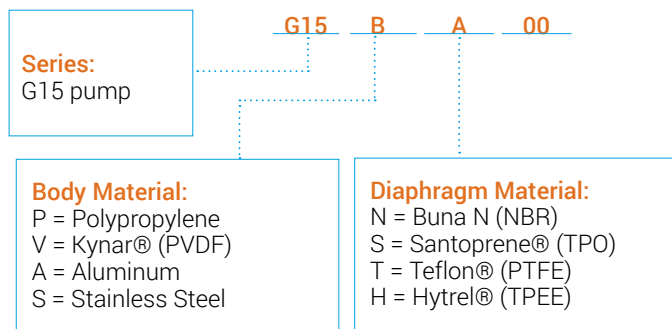 G15 B A 00
Series:
G15 pump
Body Material:
P = Polypropylene
V = Kynar® (PVDF)
A = Aluminum
S = Stainless Steel
Diaphragm Material:
N = Buna N (NBR)
S = Santoprene® (TPO)
T = Teflon® (PTFE)
H = Hytrel® (TPEE)